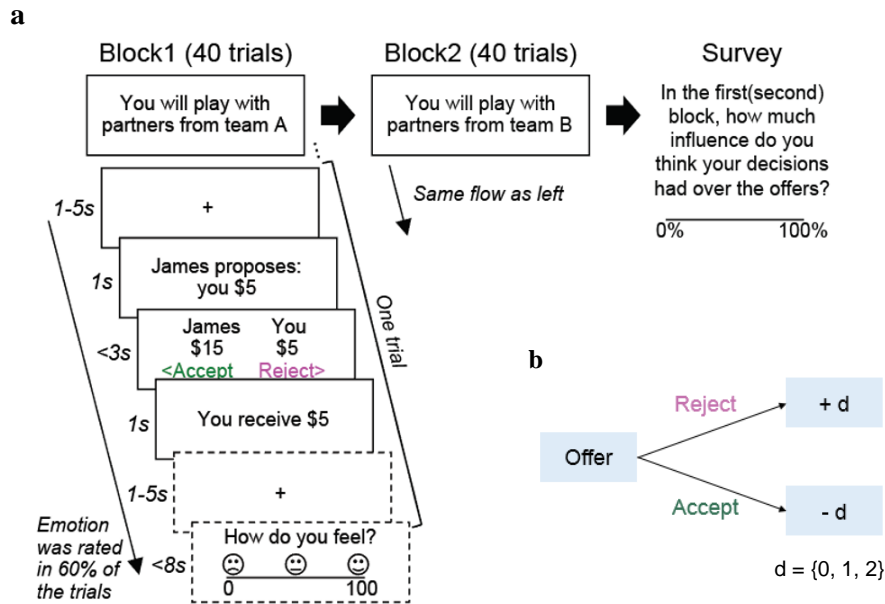 a
Block1 (40 trials)
You will play with
partners from team A
Block2 (40 trials)
You will play with
partners from team B
Survey
In the first(second)
block, how much
influence do you
think your decisions
had over the offers?
0% 100%
Same flow as left
1-5s
+
1s
James proposes:
you $5
<3s
James You
$15 $5
<Accept Reject>
1s
You receive $5
1-5s
+
One trial
Emotion
was rated
in 60% of
the trials
<8s
How do you feel?
0 100
b
Offer
Reject
+ d
Accept
- d
d = {0, 1, 2}